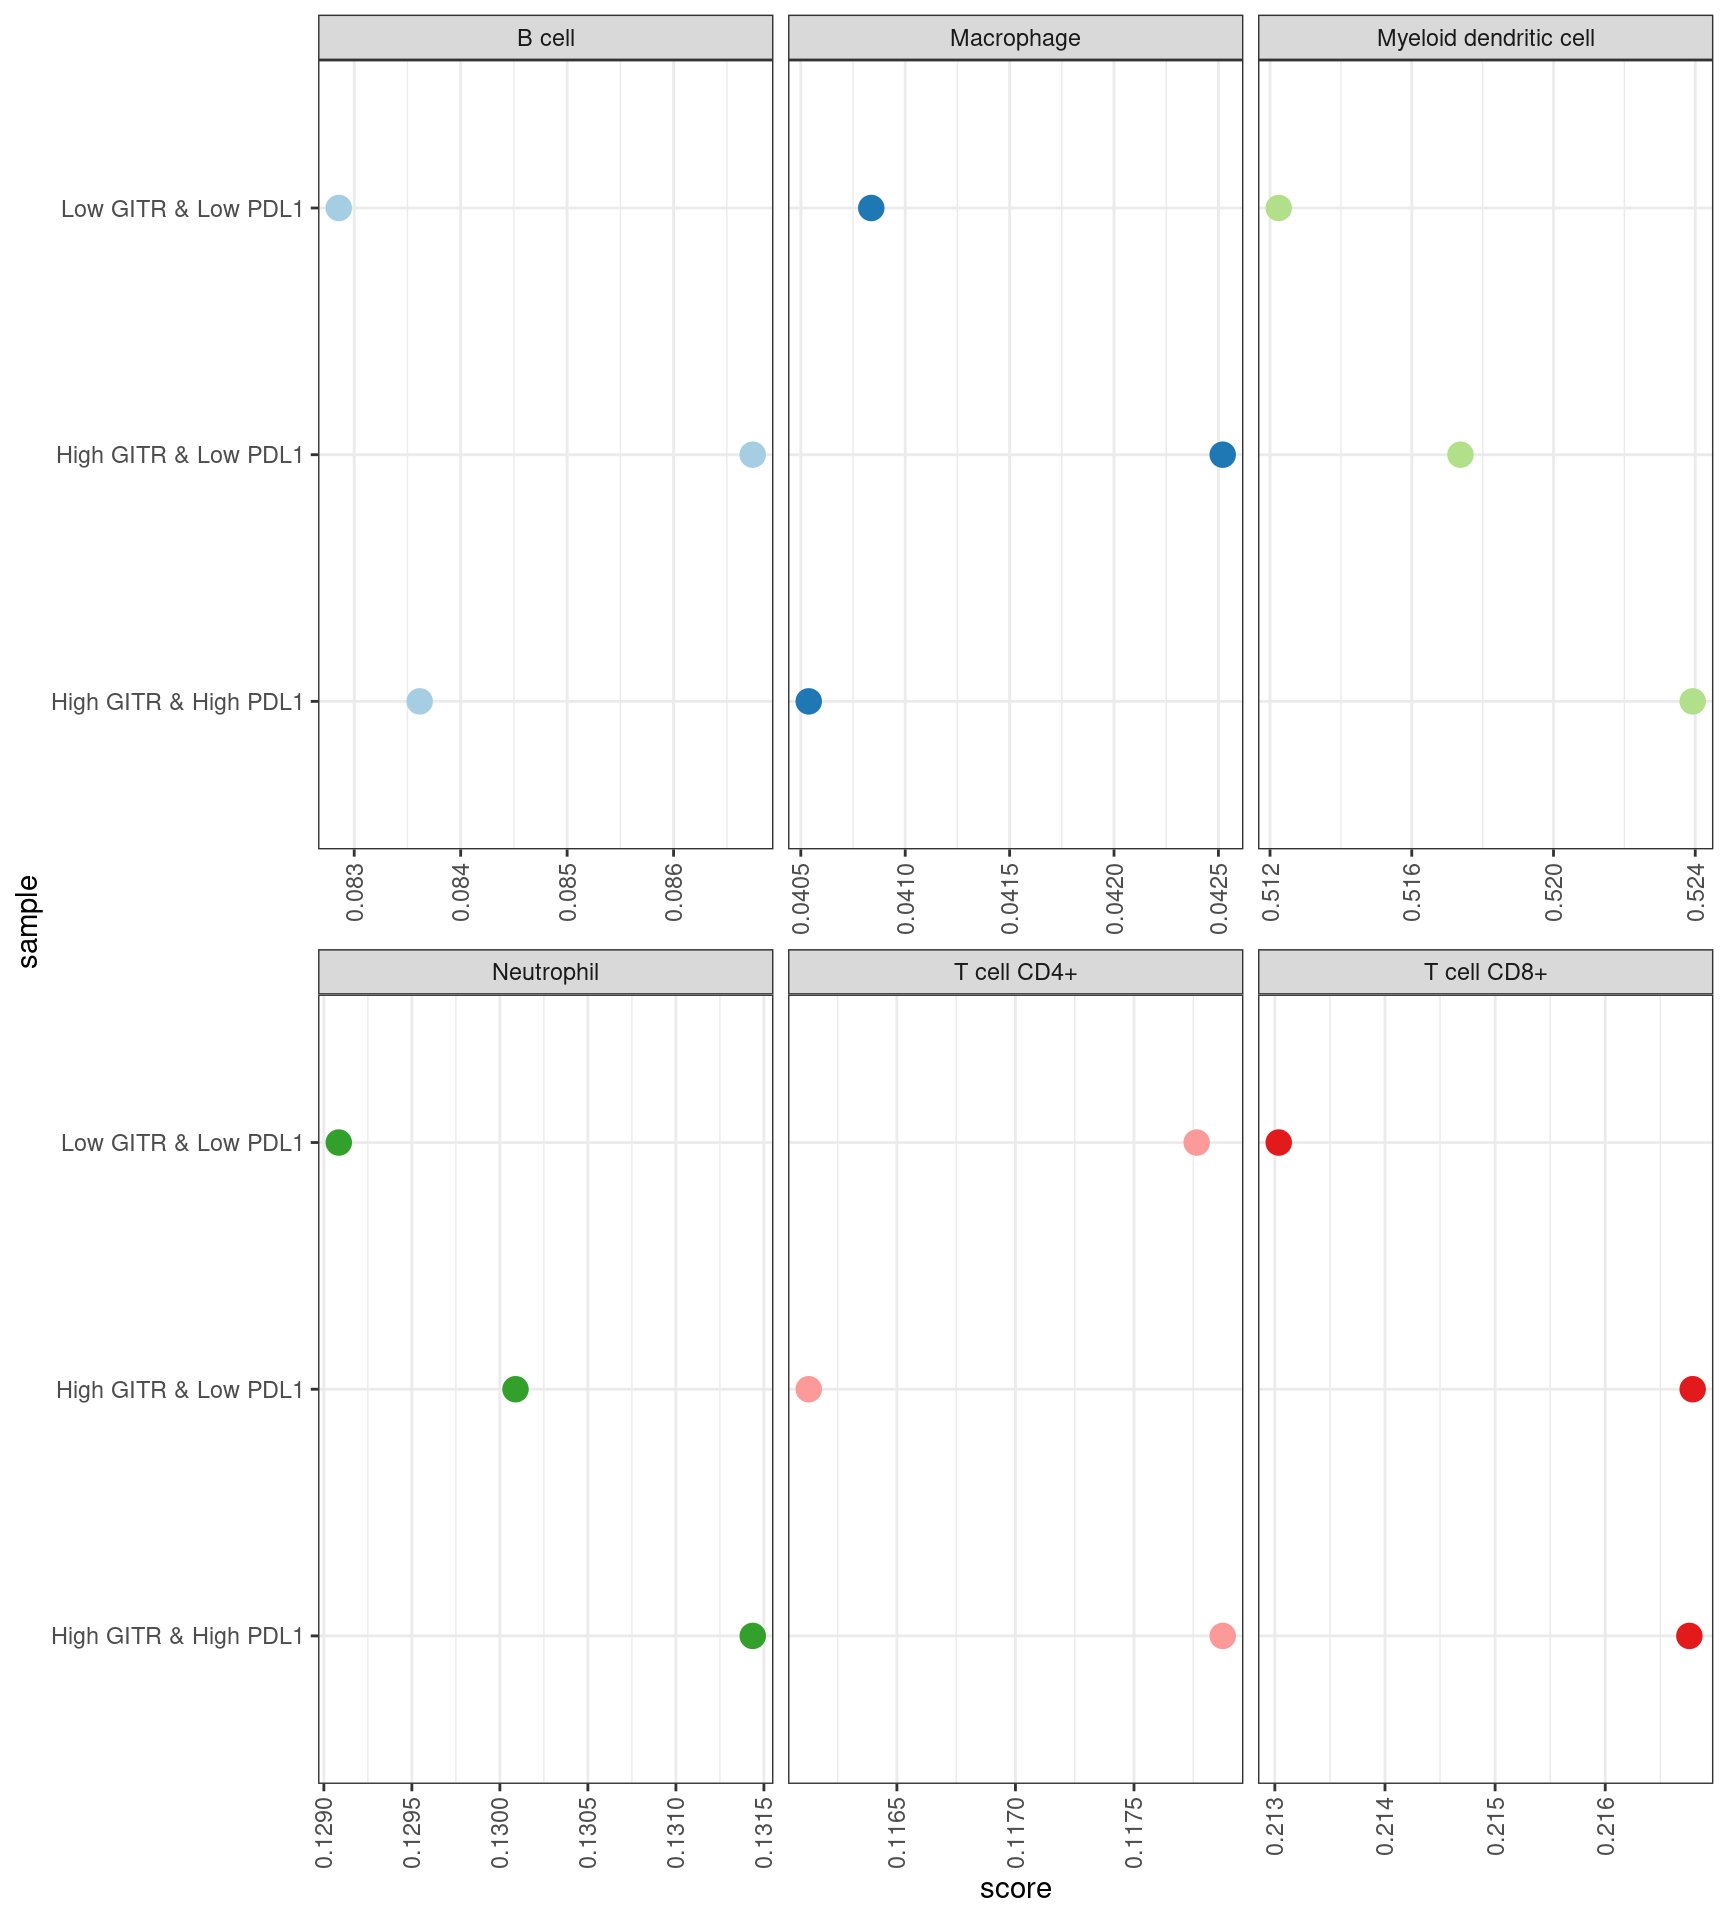 B cell
Macrophage
Myeloid dendritic cell
Low GITR & Low PDL1
High GITR & Low PDL1
High GITR & High PDL1
0.083 0.084 0.085 0.086
0.0405 0.0410 0.0415 0.0420 0.0425
0.512 0.516 0.520 0.524
sample
Neutrophil
T cell CD4+
T cell CD8+
Low GITR & Low PDL1
High GITR & Low PDL1
High GITR & High PDL1
0.1290 0.1295 0.1300 0.1305 0.1310 0.1315
0.1165 0.1170 0.1175
0.213 0.214 0.215 0.216
score